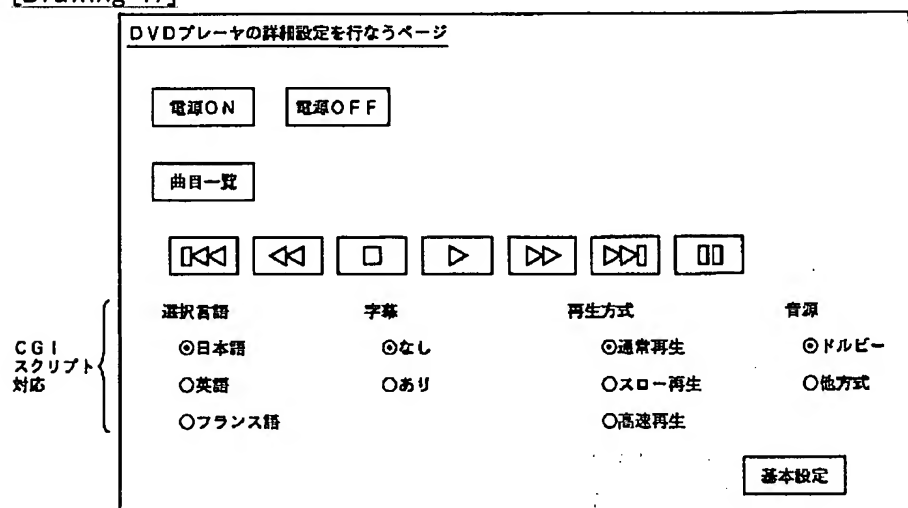 DVDプレーヤの詳細設定を行なうページ
電源ON 電源OFF
曲目一覧
選択言語 字幕 再生方式 音源
CGI
スクリプト
対応
◎日本語 ◎なし ◎通常再生 ◎ドルビー
○英語 ○あり ○スロー再生 ○他方式
○フランス語 ○高速再生
基本設定